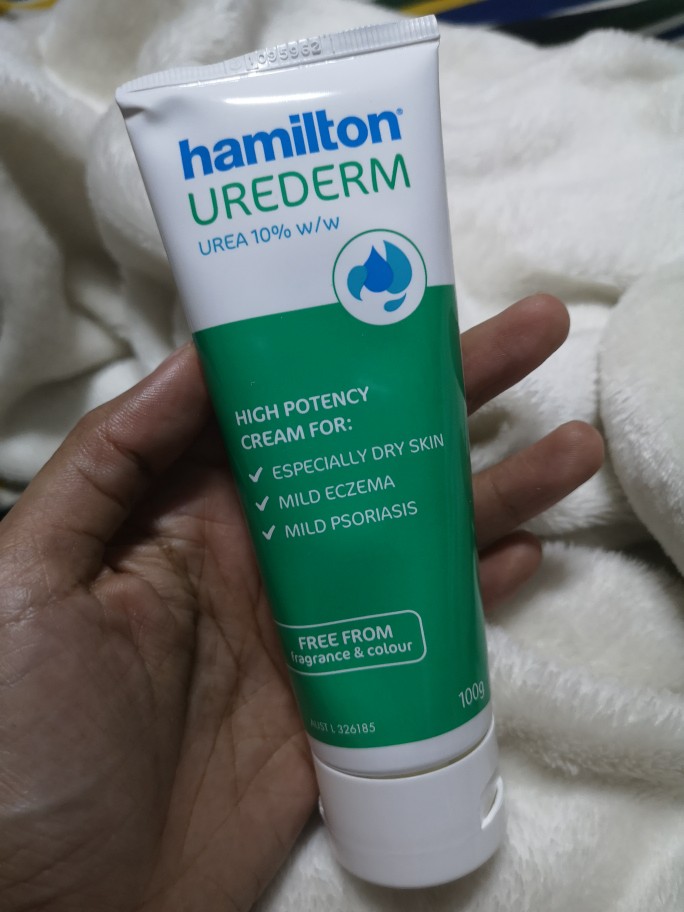 hamilton®
UREDERM
UREA 10% w/w
HIGH POTENCY
CREAM FOR:
ESPECIALLY DRY SKIN
MILD ECZEMA
MILD PSORIASIS
FREE FROM
fragrance & colour
100g
AUST L 326185